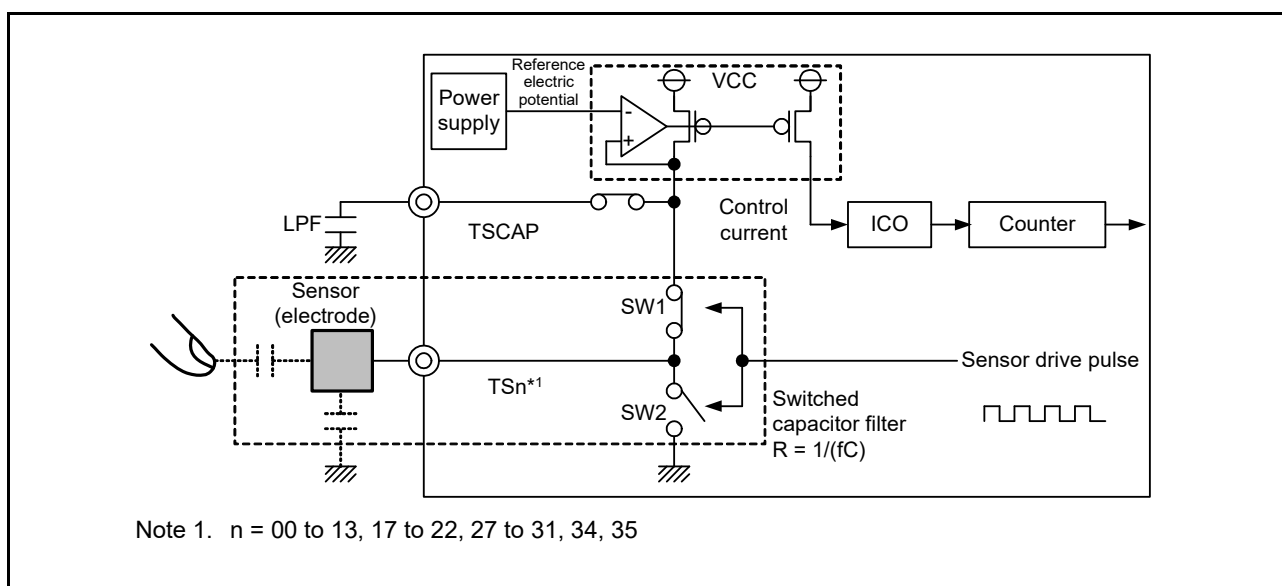 Reference
electric
potential
VCC
Power
supply
-
+
LPF
TSCAP
Control
current
ICO
Counter
Sensor
(electrode)
SW1
Sensor drive pulse
TSn*1
SW2
Switched
capacitor filter
R = 1/(fC)
Note 1. n = 00 to 13, 17 to 22, 27 to 31, 34, 35